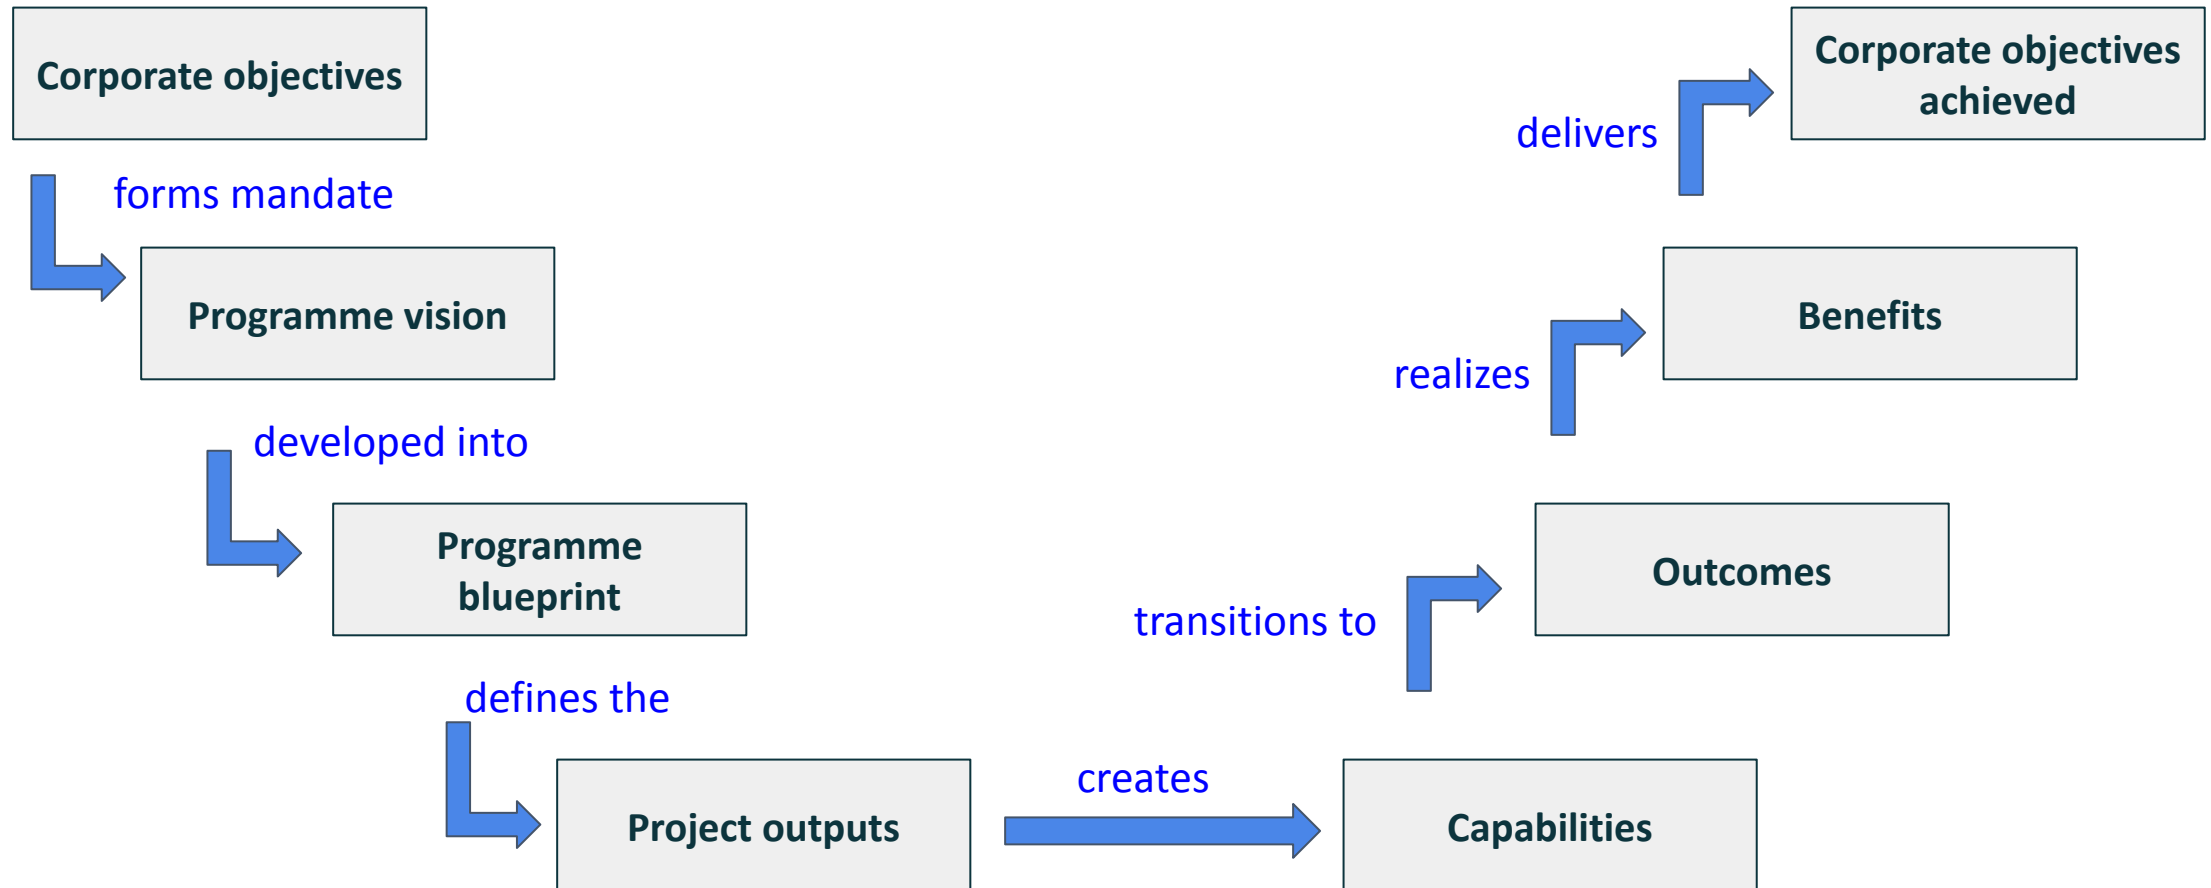 Corporate objectives
forms mandate
Programme vision
developed into
Programme
blueprint
defines the
Project outputs
creates
Capabilities
transitions to
Outcomes
realizes
Benefits
delivers
Corporate objectives
achieved